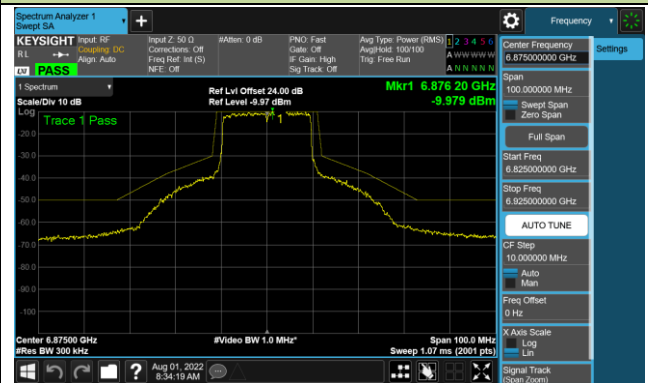 Spectrum Analyzer 1
Swept SA
+
Frequency
KEYSIGHT
RL
LXI PASS
Input: RF
Coupling: DC
Align: Auto
Input Z: 50 Ω
Corrections: Off
Freq Ref: Int (S)
NFE: Off
#Atten: 0 dB
PNO: Fast
Gate: Off
IF Gain: High
Sig Track: Off
Avg Type: Power (RMS)
Avg|Hold: 100/100
Trig: Free Run
1 2 3 4 5 6
A W W W W W
A N N N N N
1 Spectrum
Scale/Div 10 dB
Ref Lvl Offset 24.00 dB
Ref Level -9.97 dBm
Mkr1 6.876 20 GHz
-9.979 dBm
Log
Trace 1 Pass
1
-20.0
-30.0
-40.0
-50.0
-60.0
-70.0
-80.0
-90.0
-100
Center 6.87500 GHz
#Res BW 300 kHz
#Video BW 1.0 MHz*
Span 100.0 MHz
Sweep 1.07 ms (2001 pts)
Aug 01, 2022
8:34:19 AM
?
Center Frequency
6.875000000 GHz
Settings
Span
100.000000 MHz
Swept Span
Zero Span
Full Span
Start Freq
6.825000000 GHz
Stop Freq
6.925000000 GHz
AUTO TUNE
CF Step
10.000000 MHz
Auto
Man
Freq Offset
0 Hz
X Axis Scale
Log
Lin
Signal Track
(Span Zoom)